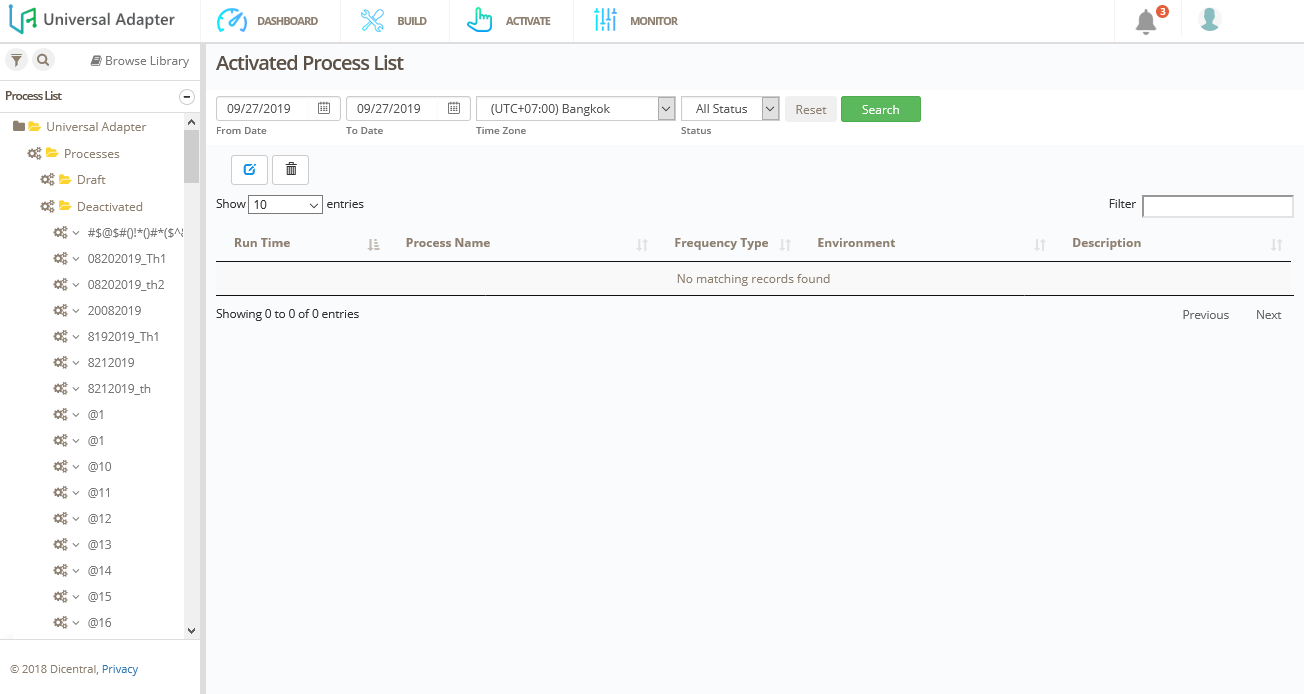 Universal Adapter
DASHBOARD
BUILD
ACTIVATE
MONITOR
3
Browse Library
Process List
Universal Adapter
Processes
Draft
Deactivated
#$@$#()!*()#*($^&
08202019_Th1
08202019_th2
20082019
8192019_Th1
8212019
8212019_th
@1
@1
@10
@11
@12
@13
@14
@15
@16
© 2018 Dicentral, Privacy
Activated Process List
09/27/2019
09/27/2019
(UTC+07:00) Bangkok
All Status
Reset
Search
From Date
To Date
Time Zone
Status
Show 10 entries
Filter
Run Time
Process Name
Frequency Type
Environment
Description
No matching records found
Showing 0 to 0 of 0 entries
Previous
Next